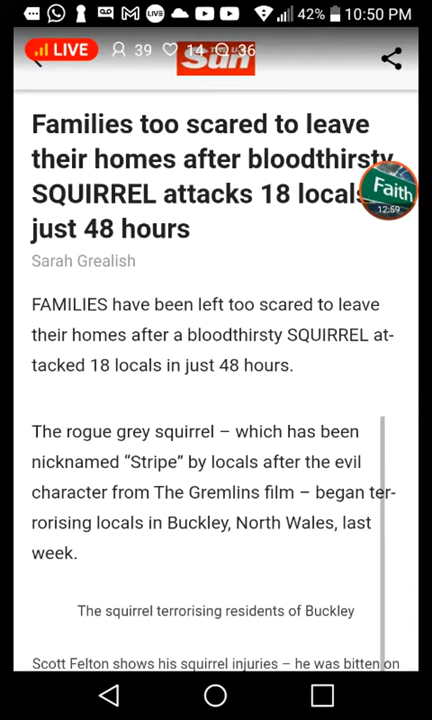 42% 10:50 PM
LIVE 39 14 36
Sun
Families too scared to leave
their homes after bloodthirsty
SQUIRREL attacks 18 locals
just 48 hours
Faith
12:59
Sarah Grealish
FAMILIES have been left too scared to leave
their homes after a bloodthirsty SQUIRREL at-
tacked 18 locals in just 48 hours.
The rogue grey squirrel – which has been
nicknamed “Stripe” by locals after the evil
character from The Gremlins film – began ter-
rorising locals in Buckley, North Wales, last
week.
The squirrel terrorising residents of Buckley
Scott Felton shows his squirrel injuries – he was bitten on